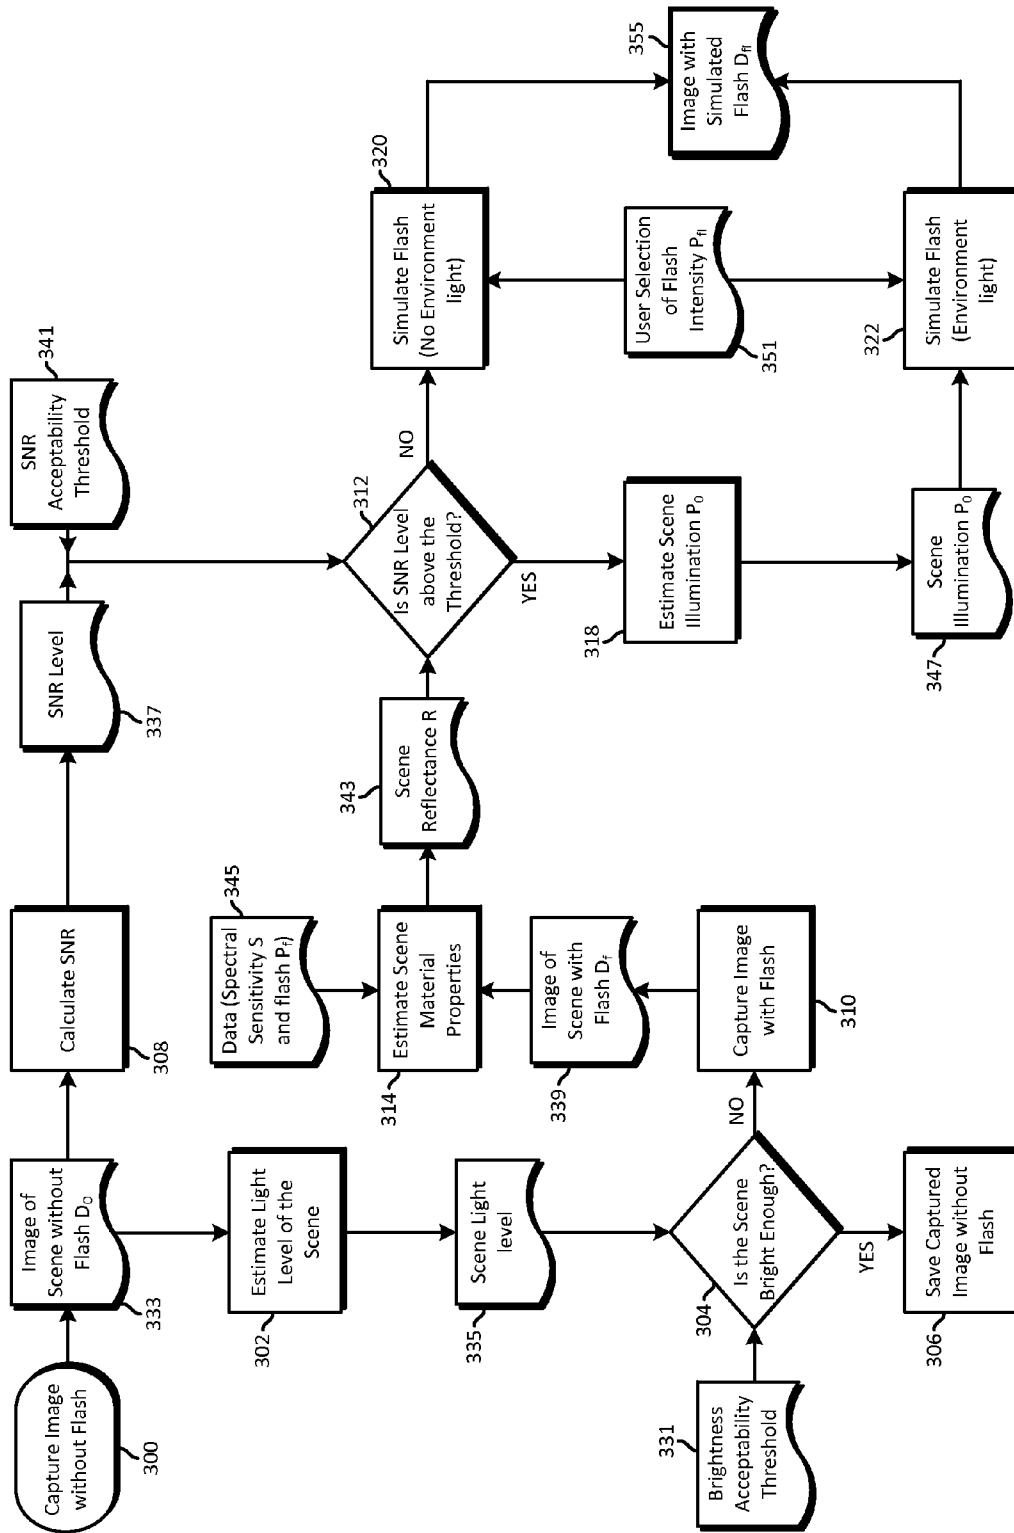 Capture Image
without Flash
300
Image of
Scene without
Flash D₀
333
Calculate SNR
308
SNR Level
337
SNR
Acceptability
Threshold
341
Estimate Light
Level of the
Scene
302
Scene Light
level
335
Brightness
Acceptability
Threshold
331
Is the Scene
Bright Enough?
304
YES
NO
Save Captured
Image without
Flash
306
Capture Image
with Flash
310
Image of
Scene with
Flash Df
339
Data (Spectral
Sensitivity S
and flash Pf)
345
Estimate Scene
Material
Properties
314
Scene
Reflectance R
343
Is SNR Level
above the
Threshold?
312
NO
YES
Simulate Flash
(No Environment
light)
320
Estimate Scene
Illumination P₀
318
Scene
Illumination P₀
347
User Selection
of Flash
Intensity Pfl
351
Simulate Flash
(Environment
light)
322
Image with
Simulated
Flash Dfl
355